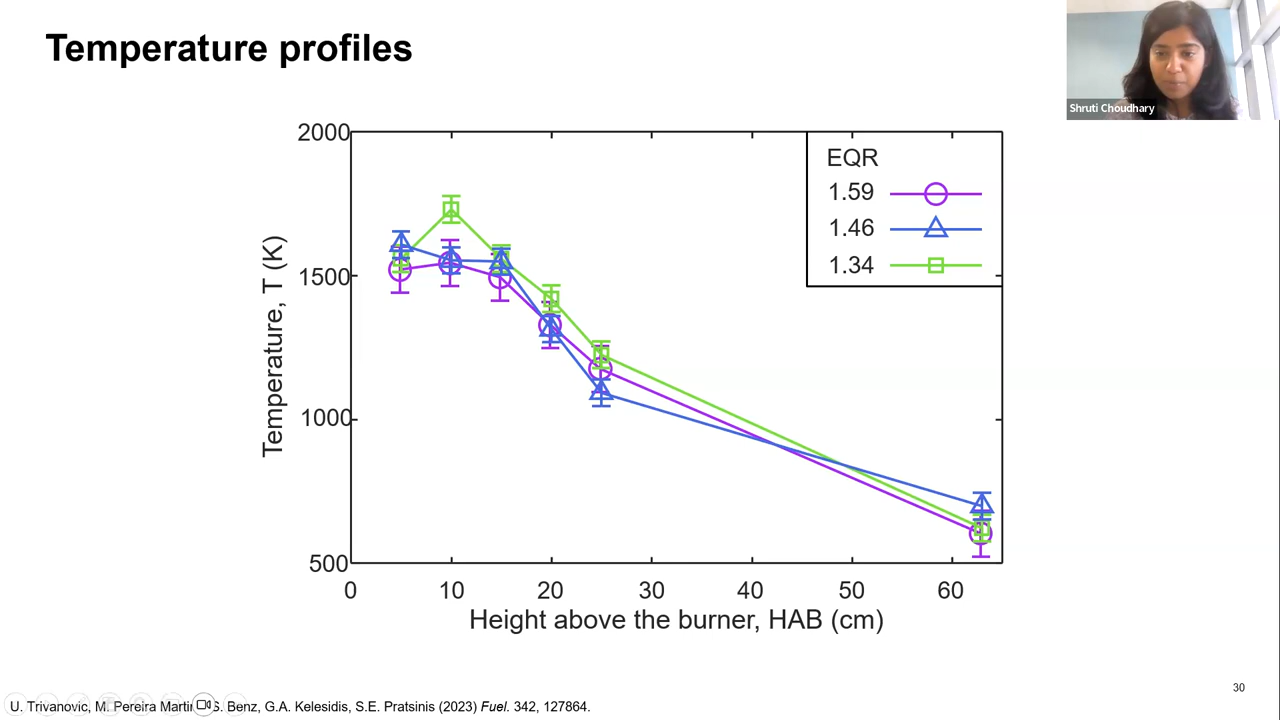 Temperature profiles
Shruti Choudhary
2000
1500
1000
500
Temperature, T (K)
EQR
1.59
1.46
1.34
0 10 20 30 40 50 60
Height above the burner, HAB (cm)
30
U. Trivanovic, M. Pereira Martin S. Benz, G.A. Kelesidis, S.E. Pratsinis (2023) Fuel. 342, 127864.